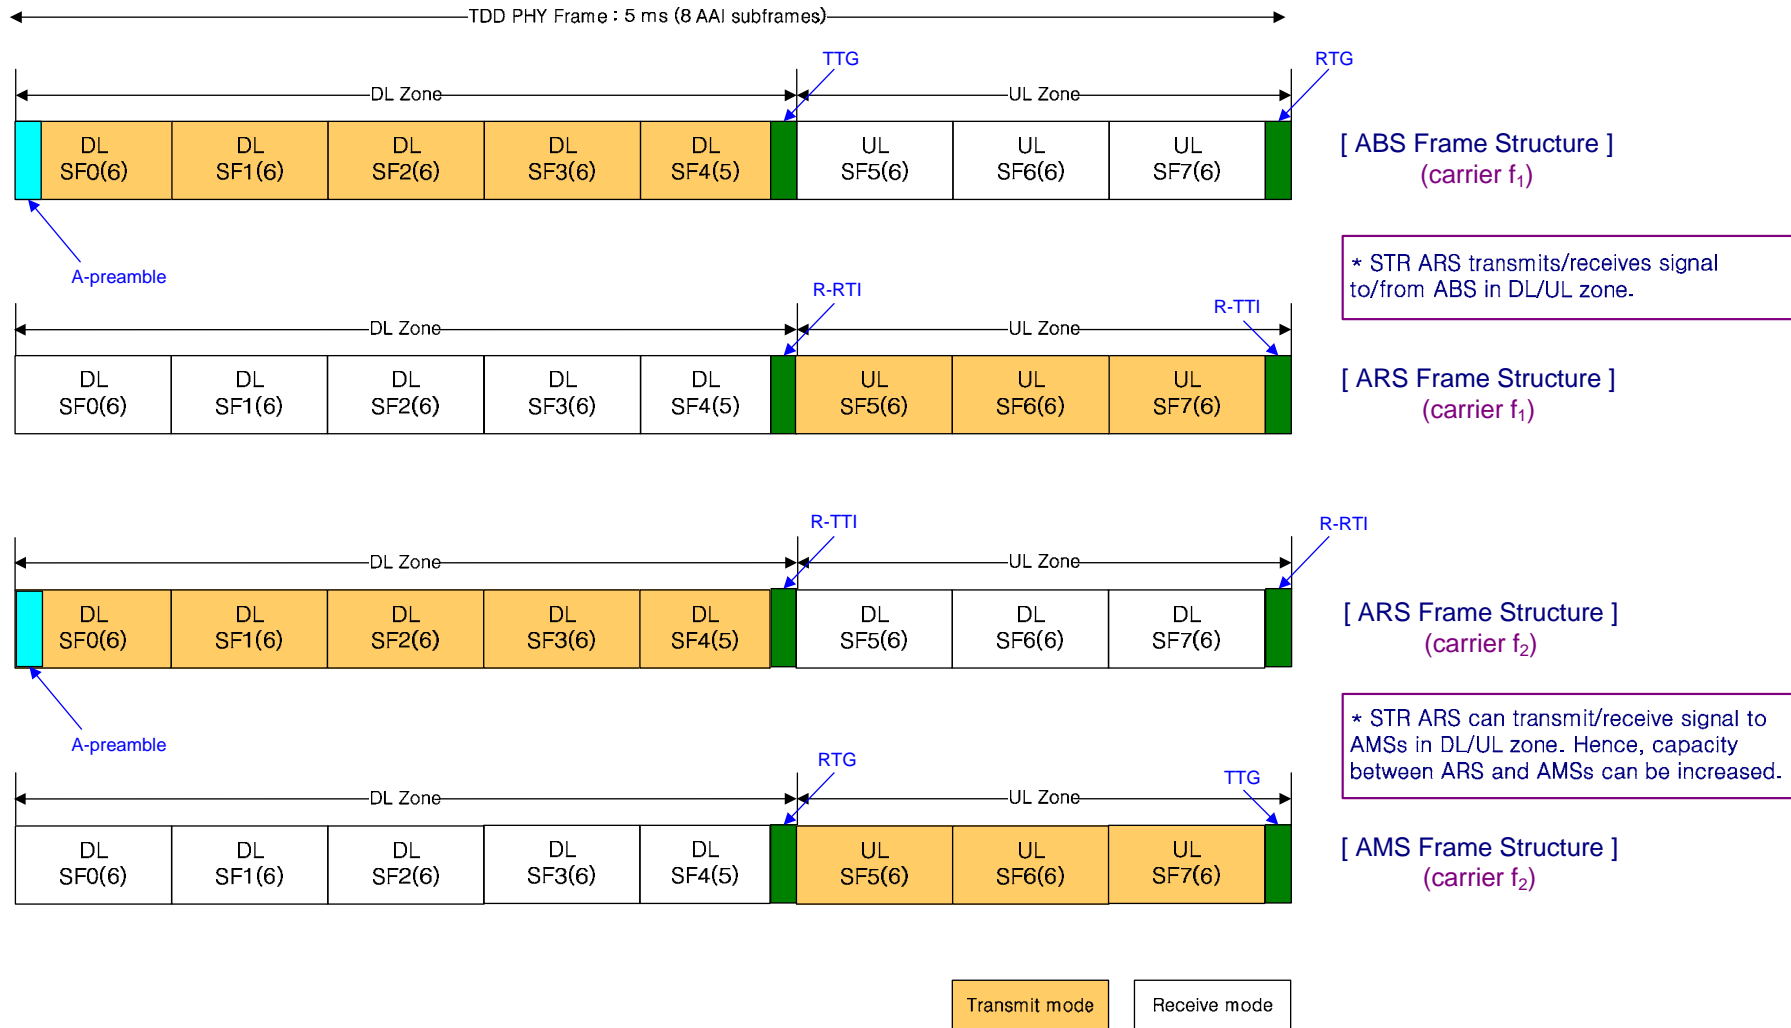 TDD PHY Frame : 5 ms (8 AAI subframes)
TTG
RTG
DL Zone
UL Zone
DL
SF0(6)
DL
SF1(6)
DL
SF2(6)
DL
SF3(6)
DL
SF4(5)
UL
SF5(6)
UL
SF6(6)
UL
SF7(6)
[ ABS Frame Structure ]
(carrier f1)
A-preamble
* STR ARS transmits/receives signal
to/from ABS in DL/UL zone.
R-RTI
R-TTI
DL Zone
UL Zone
DL
SF0(6)
DL
SF1(6)
DL
SF2(6)
DL
SF3(6)
DL
SF4(5)
UL
SF5(6)
UL
SF6(6)
UL
SF7(6)
[ ARS Frame Structure ]
(carrier f1)
R-TTI
R-RTI
DL Zone
UL Zone
DL
SF0(6)
DL
SF1(6)
DL
SF2(6)
DL
SF3(6)
DL
SF4(5)
DL
SF5(6)
DL
SF6(6)
DL
SF7(6)
[ ARS Frame Structure ]
(carrier f2)
A-preamble
* STR ARS can transmit/receive signal to
AMSs in DL/UL zone. Hence, capacity
between ARS and AMSs can be increased.
RTG
TTG
DL Zone
UL Zone
DL
SF0(6)
DL
SF1(6)
DL
SF2(6)
DL
SF3(6)
DL
SF4(5)
UL
SF5(6)
UL
SF6(6)
UL
SF7(6)
[ AMS Frame Structure ]
(carrier f2)
Transmit mode
Receive mode